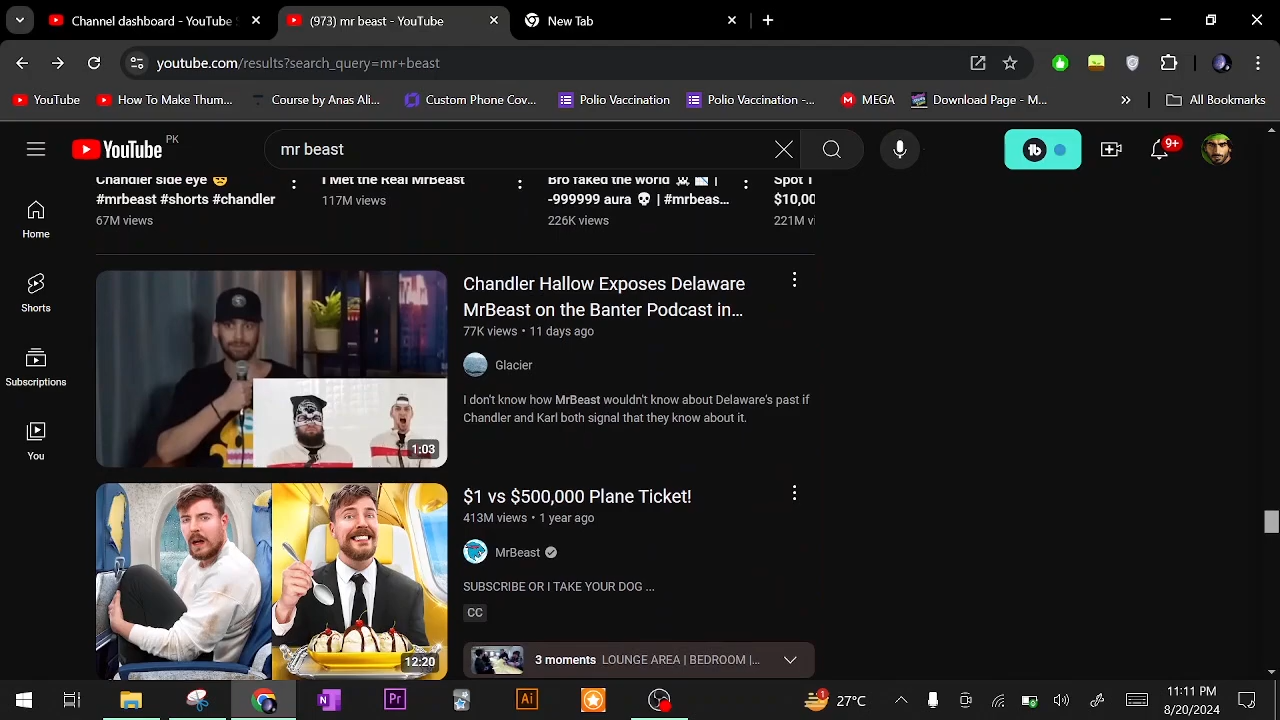 Channel dashboard - YouTube
(973) mr beast - YouTube
New Tab
youtube.com/results?search_query=mr+beast
YouTube
How To Make Thum...
Course by Anas Ali...
Custom Phone Cov...
Polio Vaccination
Polio Vaccination -...
MEGA
Download Page - M...
All Bookmarks
YouTube PK
mr beast
9+
Chandler side eye 😒
#mrbeast #shorts #chandler
67M views
I Met the Real MrBeast
117M views
Bro faked the world
-999999 aura 💀 | #mrbeas...
226K views
Spot
$10,00
221M vi
Home
Shorts
Subscriptions
You
Chandler Hallow Exposes Delaware
MrBeast on the Banter Podcast in...
77K views • 11 days ago
Glacier
I don't know how MrBeast wouldn't know about Delaware's past if
Chandler and Karl both signal that they know about it.
1:03
$1 vs $500,000 Plane Ticket!
413M views • 1 year ago
MrBeast
SUBSCRIBE OR I TAKE YOUR DOG ...
CC
12:20
3 moments LOUNGE AREA | BEDROOM |...
Pr
Ai
1
27°C
11:11 PM
8/20/2024